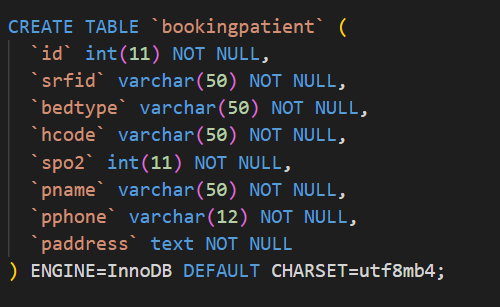 CREATE TABLE `bookingpatient` (
  `id` int(11) NOT NULL,
  `srfid` varchar(50) NOT NULL,
  `bedtype` varchar(50) NOT NULL,
  `hcode` varchar(50) NOT NULL,
  `spo2` int(11) NOT NULL,
  `pname` varchar(50) NOT NULL,
  `pphone` varchar(12) NOT NULL,
  `paddress` text NOT NULL
) ENGINE=InnoDB DEFAULT CHARSET=utf8mb4;